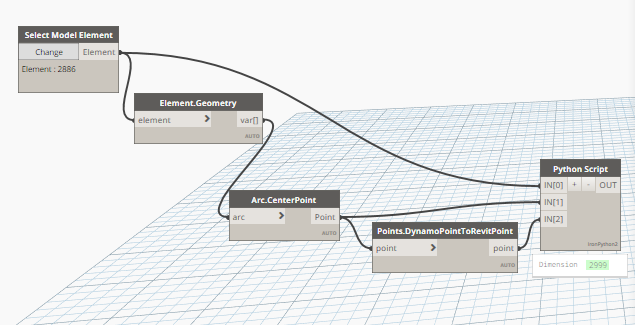 Select Model Element
Change
Element
Element : 2886
Element.Geometry
element
>
var[]
AUTO
Arc.CenterPoint
arc
>
Point
AUTO
Points.DynamoPointToRevitPoint
point
>
point
AUTO
Python Script
IN[0] + - OUT
IN[1]
IN[2]
IronPython2
Dimension 2999